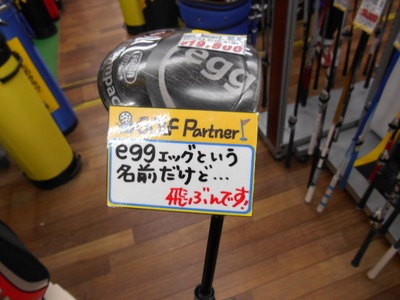 ¥19,800
egg
Golf Partner
eggエッグという
名前だけど…
飛ぶんです!